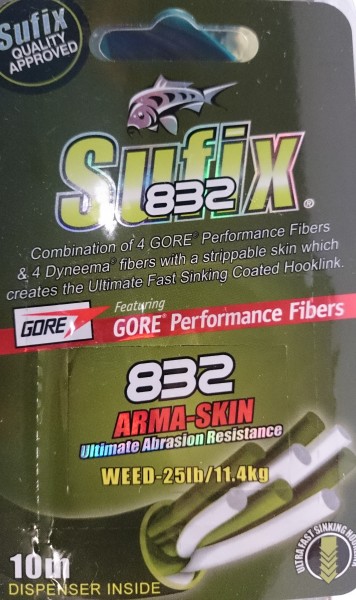 Sufix
QUALITY
APPROVED
Sufix®
832
Combination of 4 GORE® Performance Fibers
& 4 Dyneema® fibers with a strippable skin which
creates the Ultimate Fast Sinking Coated Hooklink.
GORE
Featuring
GORE® Performance Fibers
832
ARMA-SKIN
Ultimate Abrasion Resistance
WEED-25lb/11.4kg
10m
DISPENSER INSIDE
ULTRA FAST SINKING